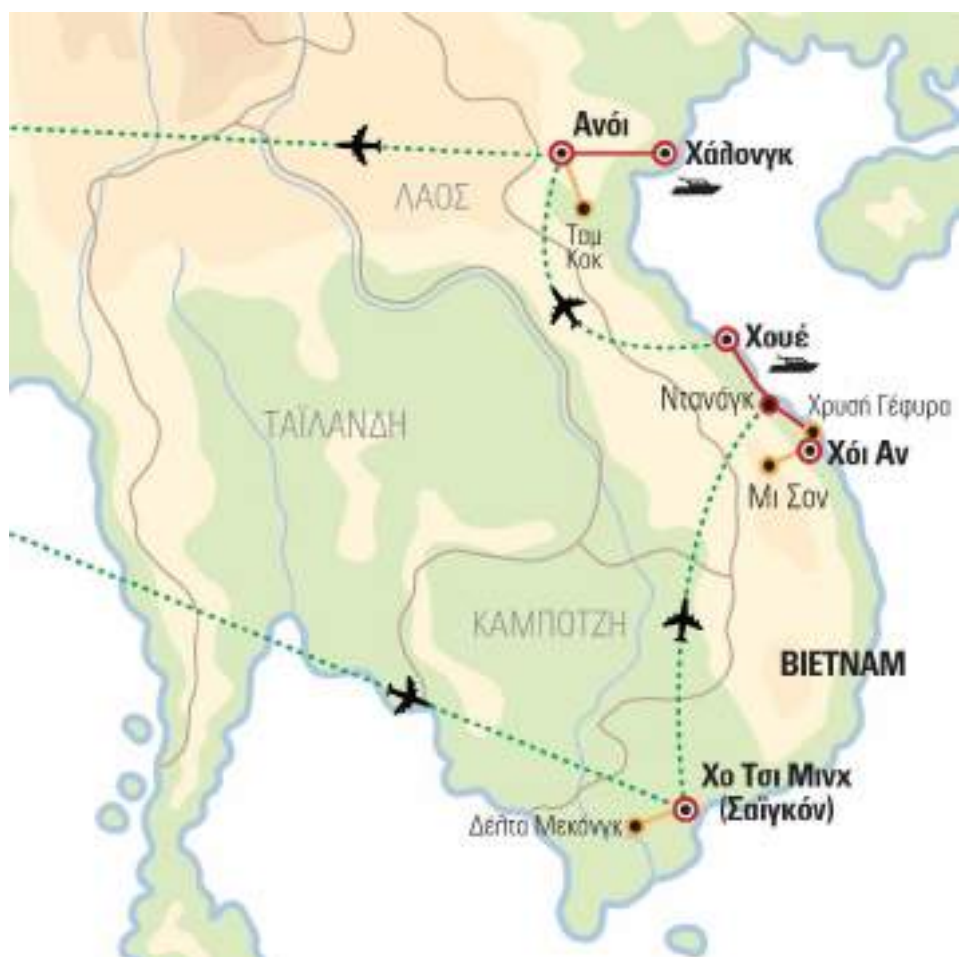 Ανόι
Χάλονγκ
ΛΑΟΣ
Ταμ
Κοκ
Χουέ
Ντανάγκ
Χρυσή Γέφυρα
ΤΑΪΛΑΝΔΗ
Χόι Αν
Μι Σον
ΚΑΜΠΟΤΖΗ
ΒΙΕΤΝΑΜ
Χο Τσι Μινχ
(Σαϊγκόν)
Δέλτα Μεκόνγκ